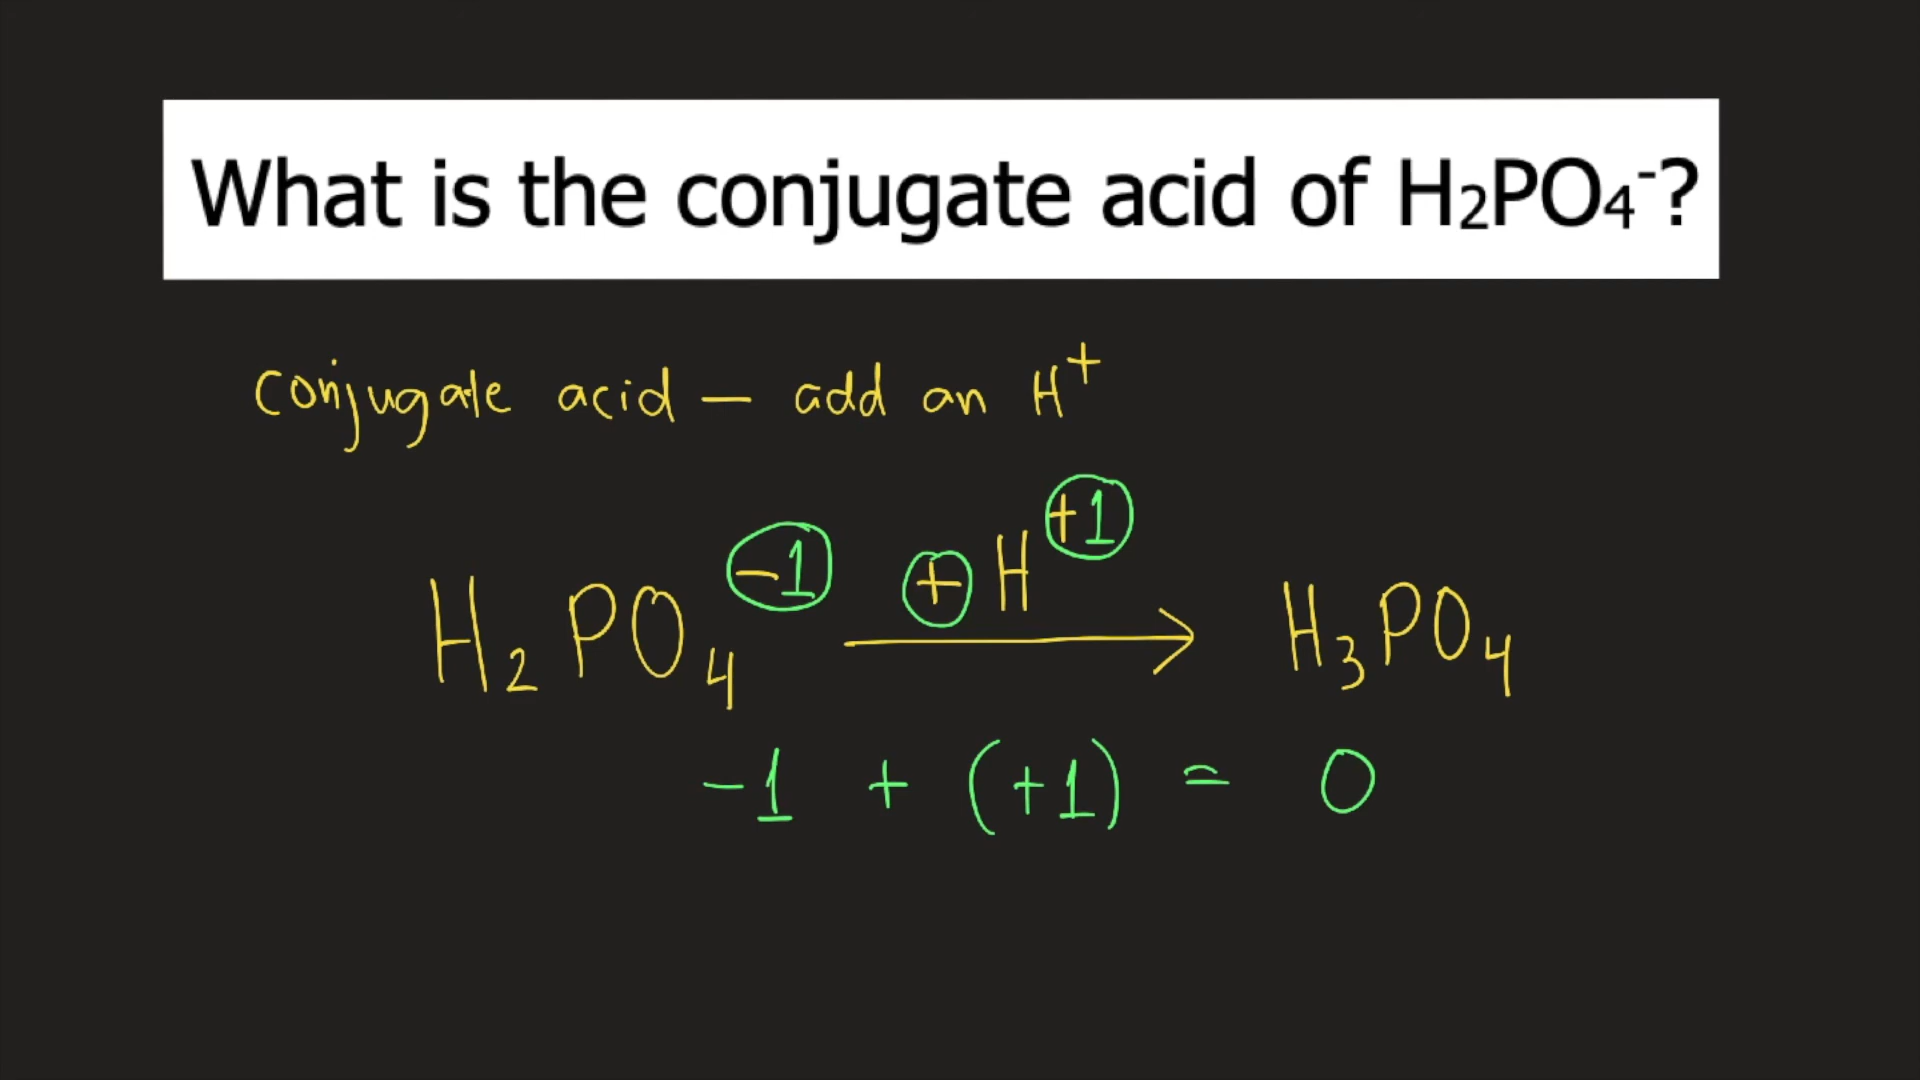 What is the conjugate acid of H₂PO₄⁻?
conjugate acid – add an H⁺
H₂PO₄⁻¹ + H⁺¹ → H₃PO₄
-1 + (+1) = 0